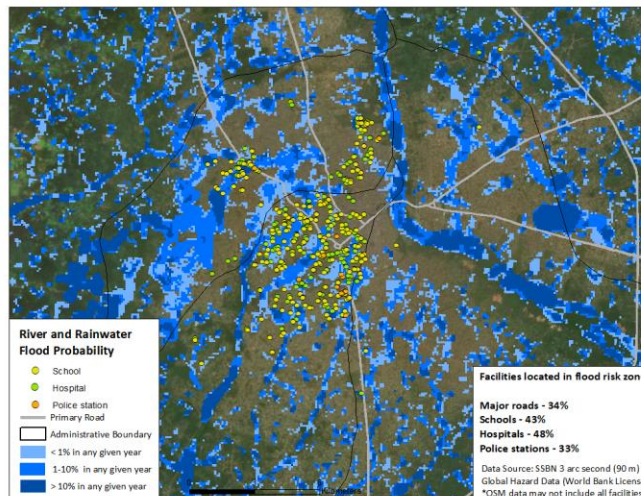 River and Rainwater
Flood Probability
School
Hospital
Police station
Primary Road
Administrative Boundary
< 1% in any given year
1-10% in any given year
>10% in any given year
Facilities located in flood risk zon
Major roads - 34%
Schools - 43%
Hospitals - 48%
Police stations - 33%
Data Source: SSBN 3 arc second (90 m)
Global Hazard Data (World Bank Licen
*OSM data may not include all facilitie